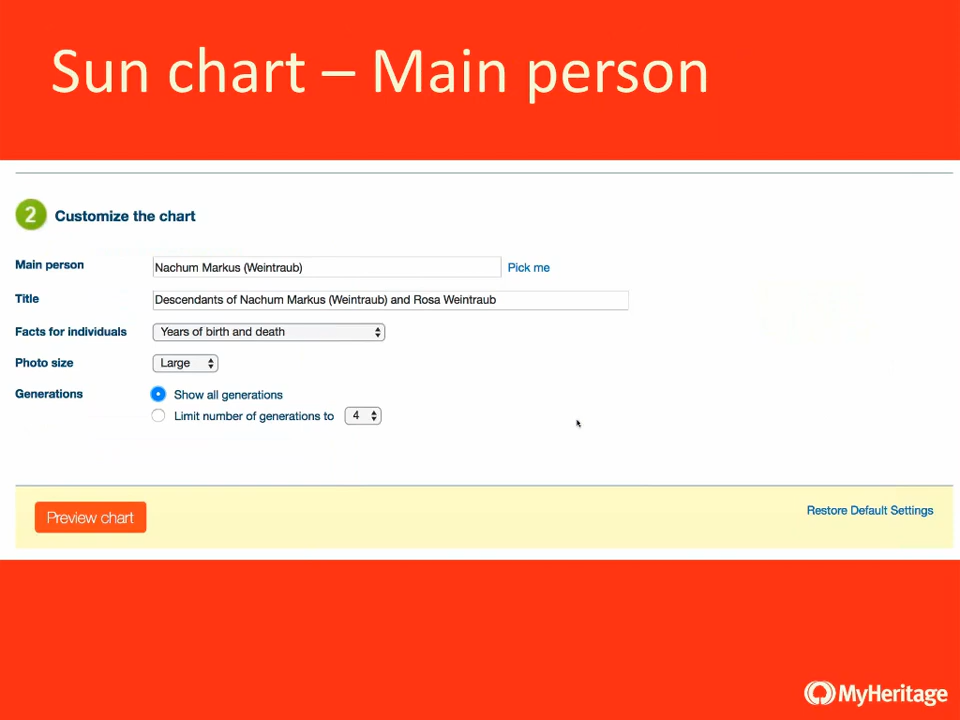 Sun chart – Main person
2 Customize the chart
Main person Nachum Markus (Weintraub) Pick me
Title Descendants of Nachum Markus (Weintraub) and Rosa Weintraub
Facts for individuals Years of birth and death
Photo size Large
Generations Show all generations
Limit number of generations to 4
Preview chart Restore Default Settings
MyHeritage